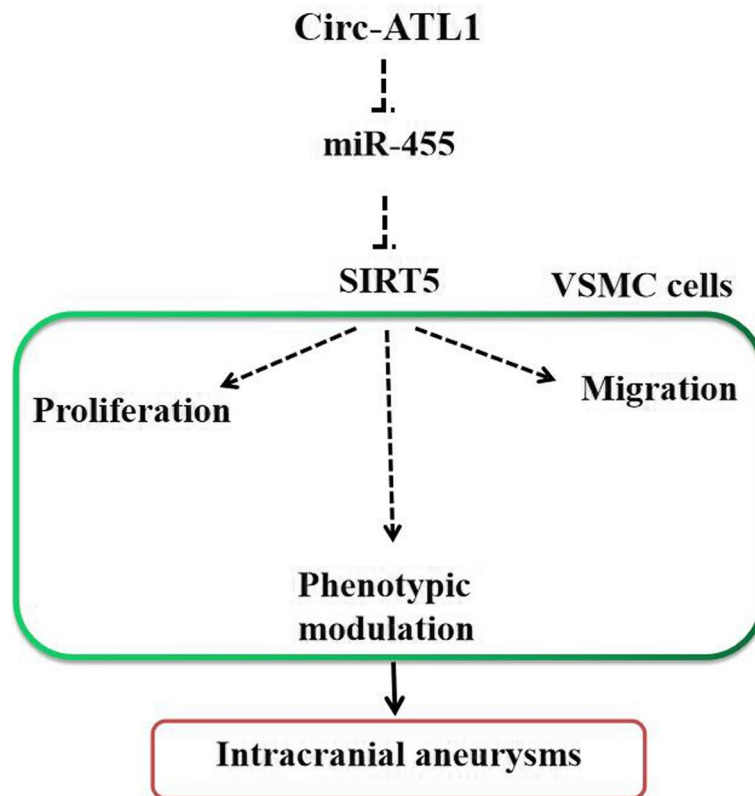 Circ-ATL1
miR-455
SIRT5
VSMC cells
Proliferation
Migration
Phenotypic
modulation
Intracranial aneurysms